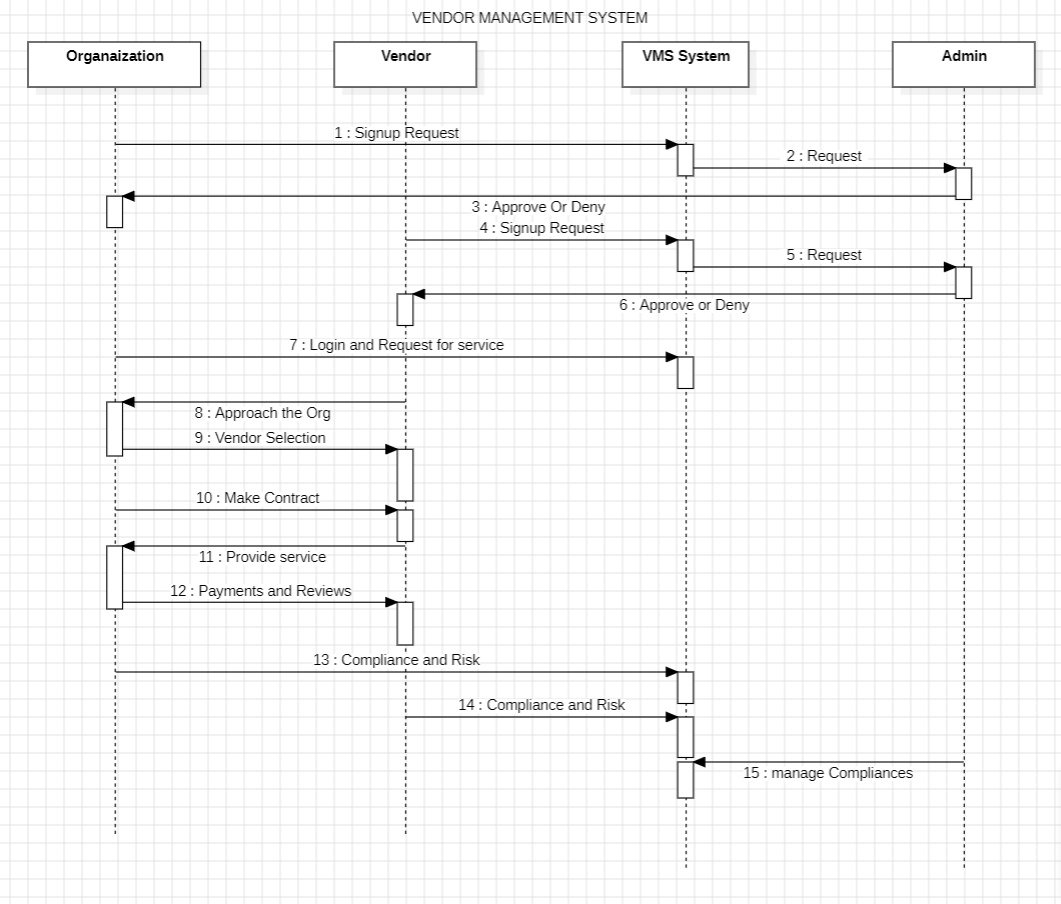 VENDOR MANAGEMENT SYSTEM
Organaization
Vendor
VMS System
Admin
1 : Signup Request
2 : Request
3 : Approve Or Deny
4 : Signup Request
5 : Request
6 : Approve or Deny
7 : Login and Request for service
8 : Approach the Org
9 : Vendor Selection
10 : Make Contract
11 : Provide service
12 : Payments and Reviews
13 : Compliance and Risk
14 : Compliance and Risk
15 : manage Compliances